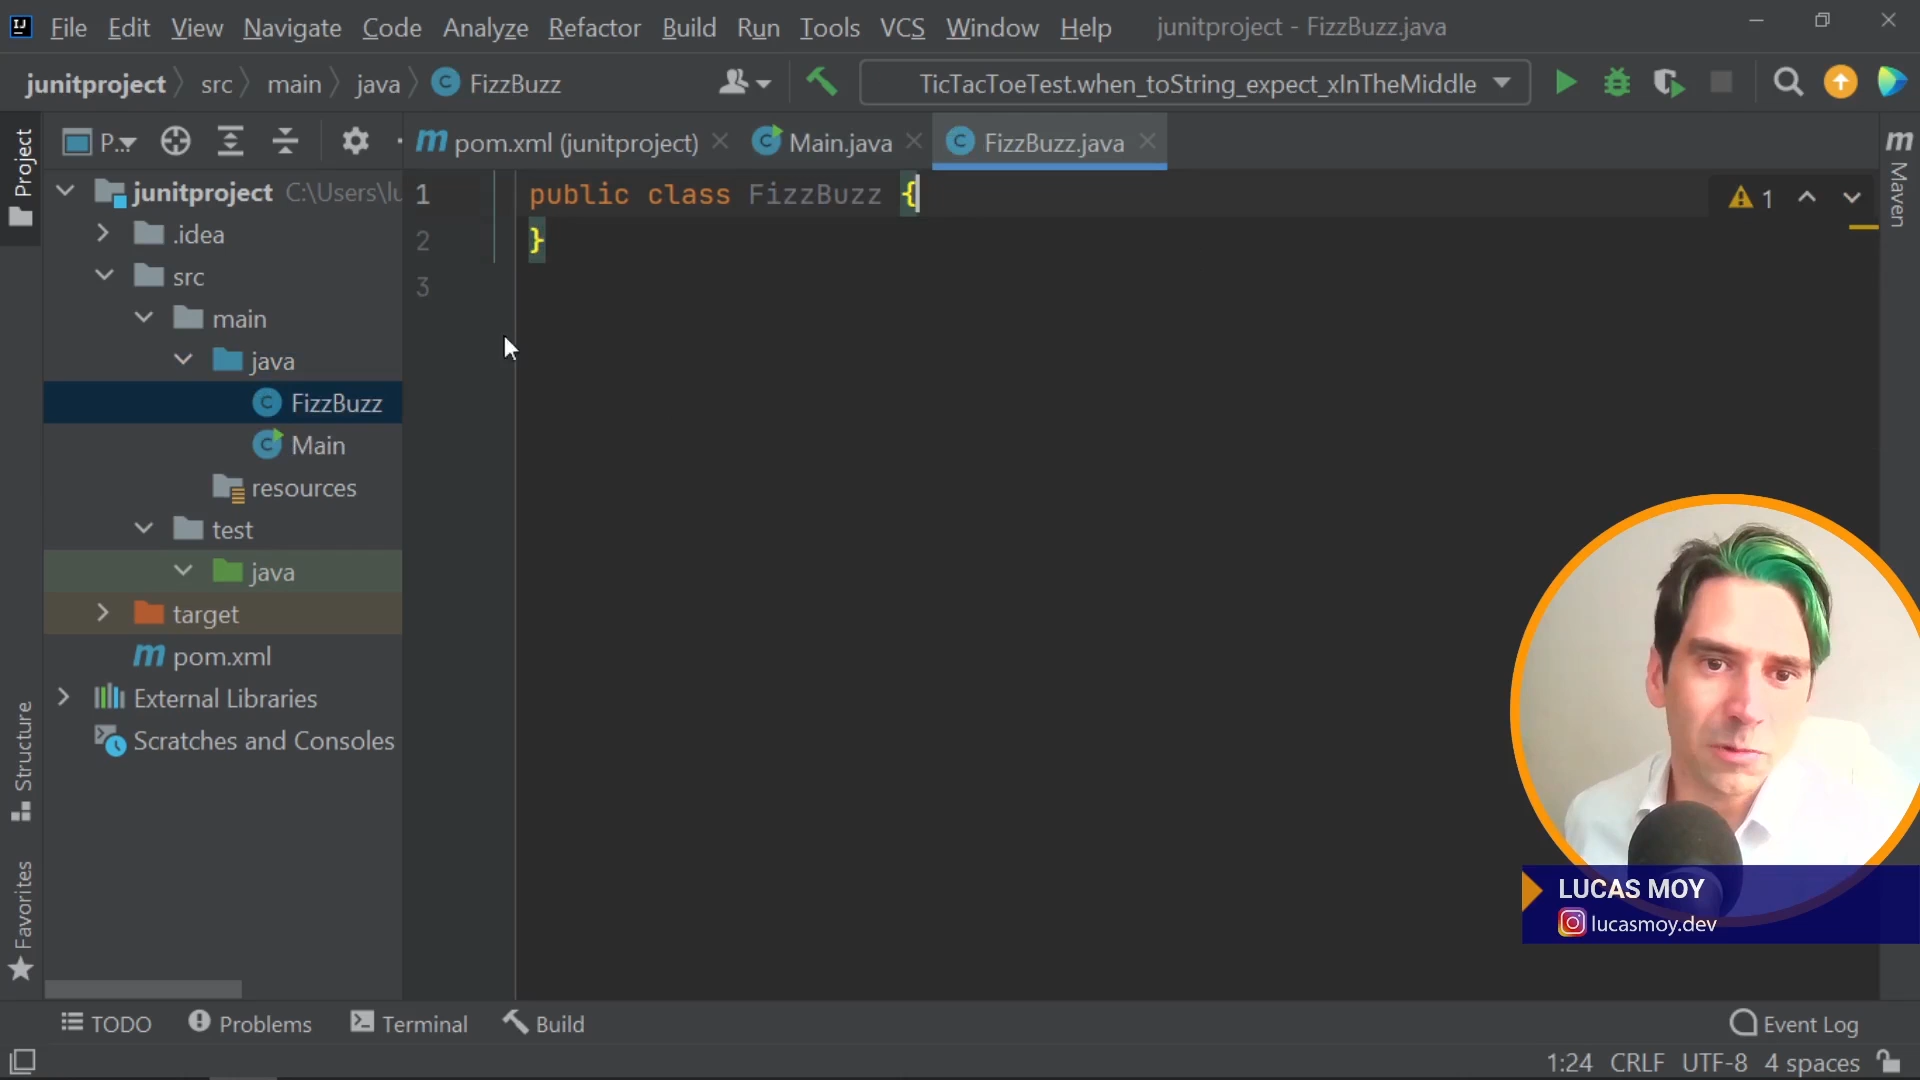 IJ File Edit View Navigate Code Analyze Refactor Build Run Tools VCS Window Help junitproject - FizzBuzz.java
junitproject src main java C FizzBuzz TicTacToeTest.when_toString_expect_xInTheMiddle
Project
P...
m pom.xml (junitproject)
C Main.java
C FizzBuzz.java
m Maven
junitproject C:\Users\lu
.idea
src
main
java
C FizzBuzz
C Main
resources
test
java
target
m pom.xml
External Libraries
Scratches and Consoles
1 public class FizzBuzz {
2 }
3
1
Structure
Favorites
LUCAS MOY
lucasmoy.dev
TODO Problems Terminal Build Event Log
1:24 CRLF UTF-8 4 spaces